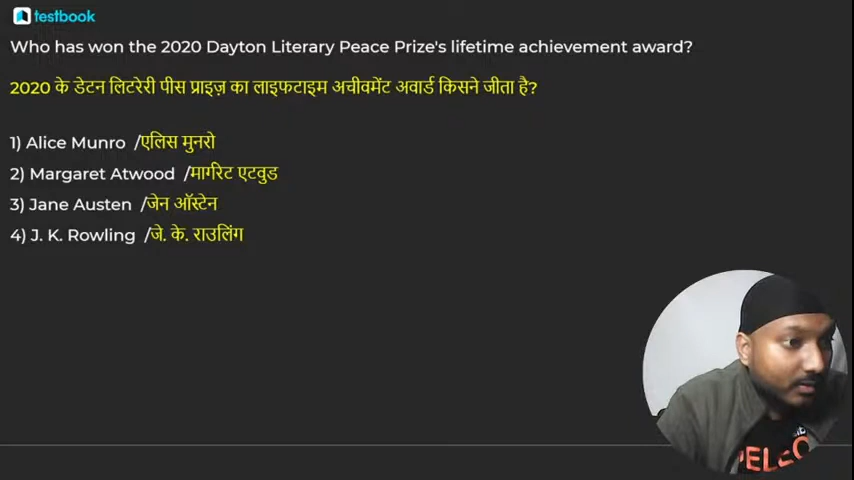 testbook
Who has won the 2020 Dayton Literary Peace Prize's lifetime achievement award?
2020 के डेटन लिटरेरी पीस प्राइज़ का लाइफटाइम अचीवमेंट अवार्ड किसने जीता है?
1) Alice Munro /एलिस मुनरो
2) Margaret Atwood /मार्गरेट एटवुड
3) Jane Austen /जेन ऑस्टेन
4) J. K. Rowling /जे. के. राउलिंग